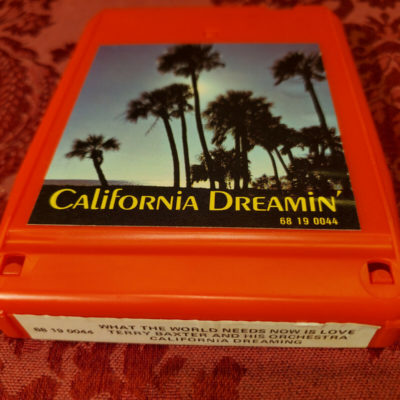 CALIFORNIA DREAMIN'
68 19 0044
68 19 0044 WHAT THE WORLD NEEDS NOW IS LOVE
TERRY BAXTER AND HIS ORCHESTRA
CALIFORNIA DREAMING